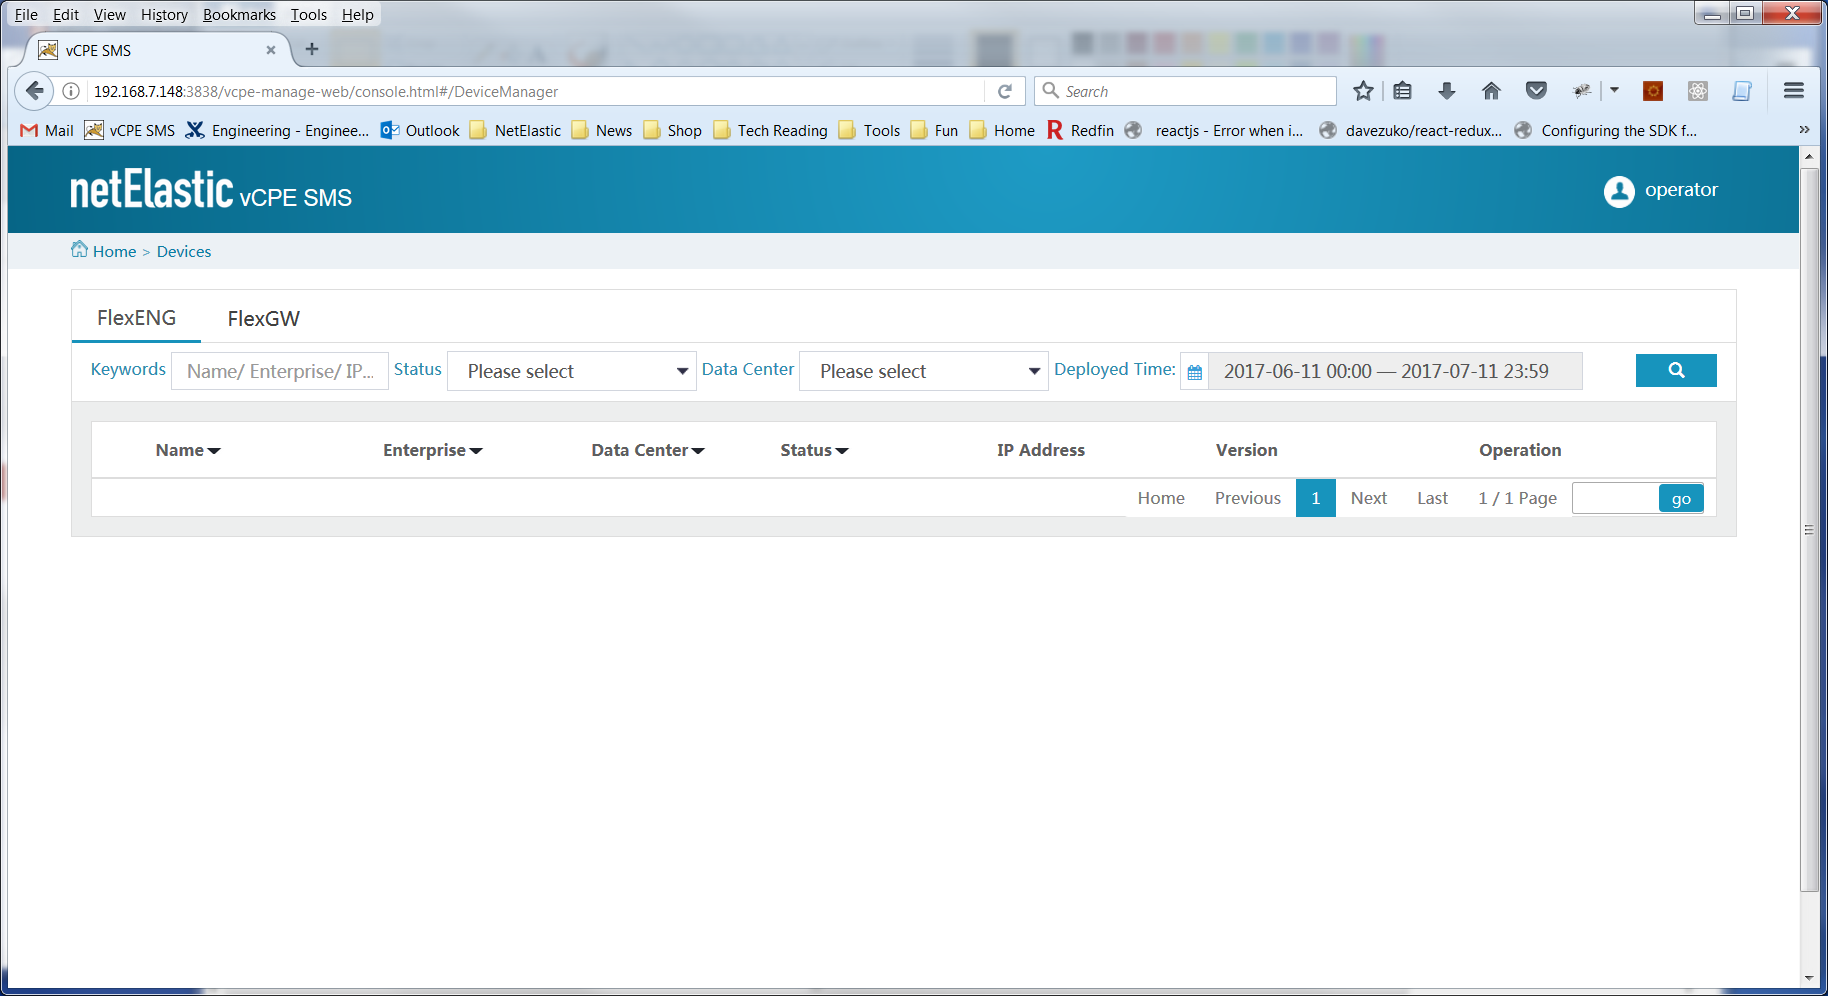 File Edit View History Bookmarks Tools Help
vCPE SMS
192.168.7.148:3838/vcpe-manage-web/console.html#/DeviceManager
Search
Mail vCPE SMS Engineering - Enginee... Outlook NetElastic News Shop Tech Reading Tools Fun Home Redfin reactjs - Error when i... davezuko/react-redux... Configuring the SDK f...
netElastic vCPE SMS
operator
Home > Devices
FlexENG FlexGW
Keywords Name/ Enterprise/ IP... Status Please select Data Center Please select Deployed Time: 2017-06-11 00:00 — 2017-07-11 23:59
Name Enterprise Data Center Status IP Address Version Operation
Home Previous 1 Next Last 1 / 1 Page go